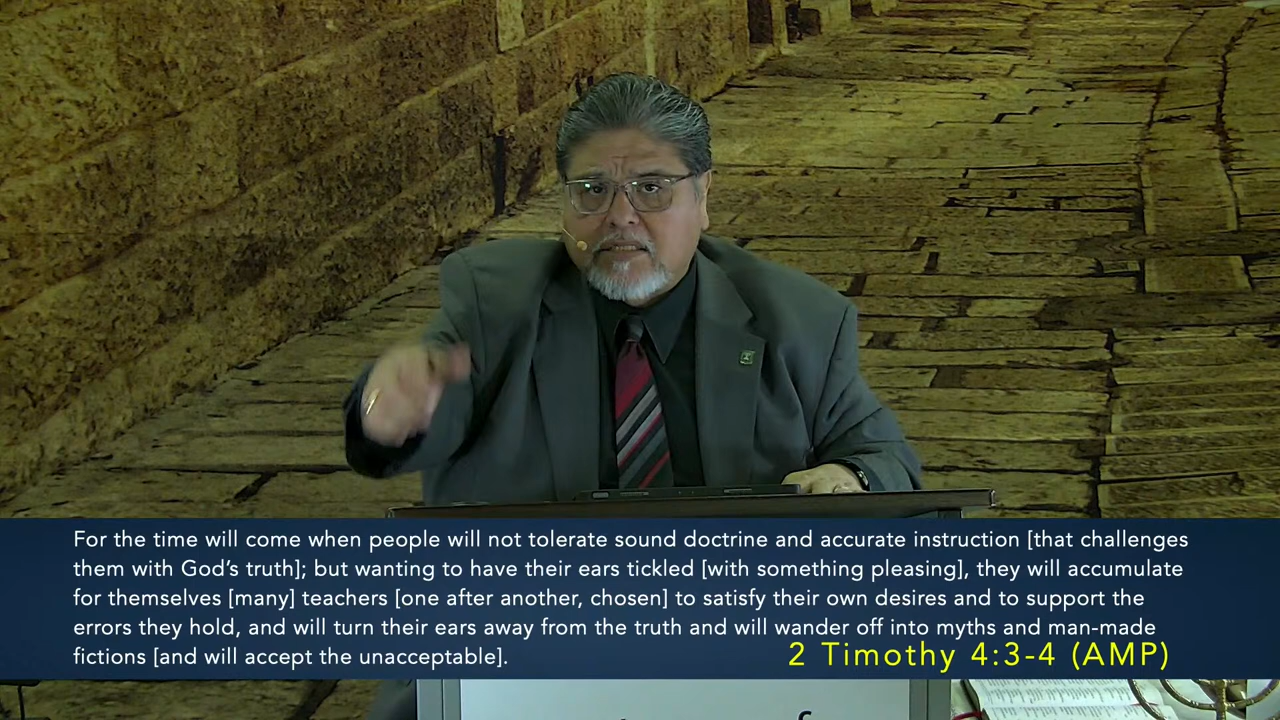 For the time will come when people will not tolerate sound doctrine and accurate instruction [that challenges
them with God's truth]; but wanting to have their ears tickled [with something pleasing], they will accumulate
for themselves [many] teachers [one after another, chosen] to satisfy their own desires and to support the
errors they hold, and will turn their ears away from the truth and will wander off into myths and man-made
fictions [and will accept the unacceptable].
2 Timothy 4:3-4 (AMP)